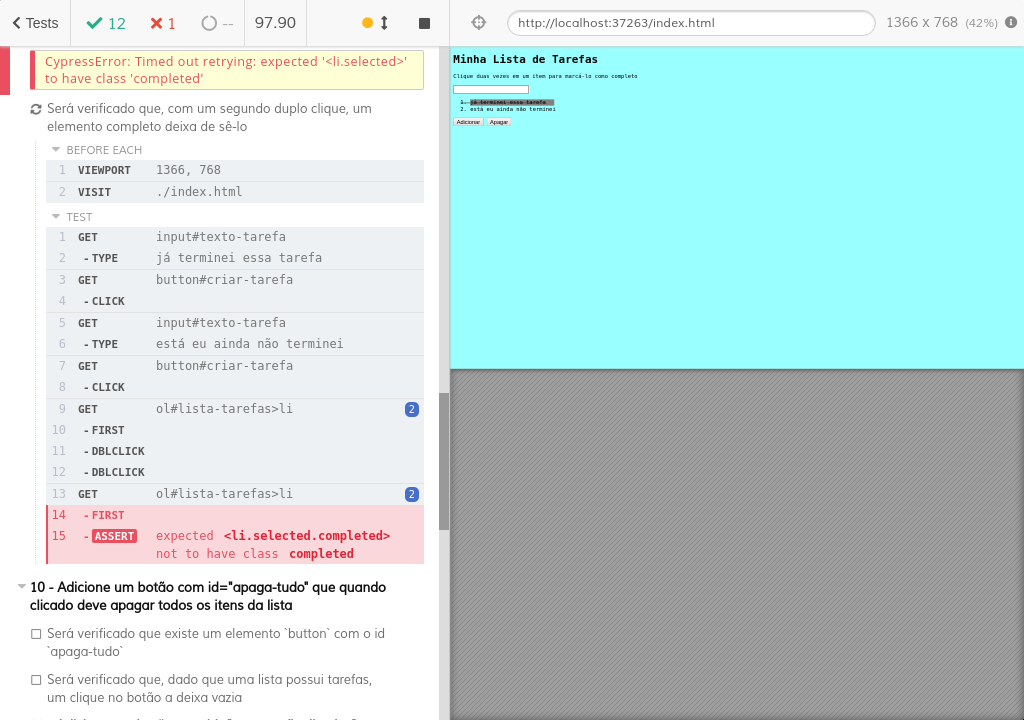 Tests
12
1
--
97.90
http://localhost:37263/index.html
1366 x 768 (42%)
CypressError: Timed out retrying: expected '<li.selected>'
to have class 'completed'
Será verificado que, com um segundo duplo clique, um
elemento completo deixa de sê-lo
BEFORE EACH
1 VIEWPORT 1366, 768
2 VISIT ./index.html
TEST
1 GET input#texto-tarefa
2 -TYPE já terminei essa tarefa
3 GET button#criar-tarefa
4 -CLICK
5 GET input#texto-tarefa
6 -TYPE está eu ainda não terminei
7 GET button#criar-tarefa
8 -CLICK
9 GET ol#lista-tarefas>li 2
10 -FIRST
11 -DBLCLICK
12 -DBLCLICK
13 GET ol#lista-tarefas>li 2
14 -FIRST
15 -ASSERT expected <li.selected.completed>
not to have class completed
10 - Adicione um botão com id="apaga-tudo" que quando
clicado deve apagar todos os itens da lista
Será verificado que existe um elemento `button` com o id
`apaga-tudo`
Será verificado que, dado que uma lista possui tarefas,
um clique no botão a deixa vazia
Minha Lista de Tarefas
Clique duas vezes em um item para marcá-lo como completo
1. já terminei essa tarefa
2. está eu ainda não terminei
Adicionar Apagar